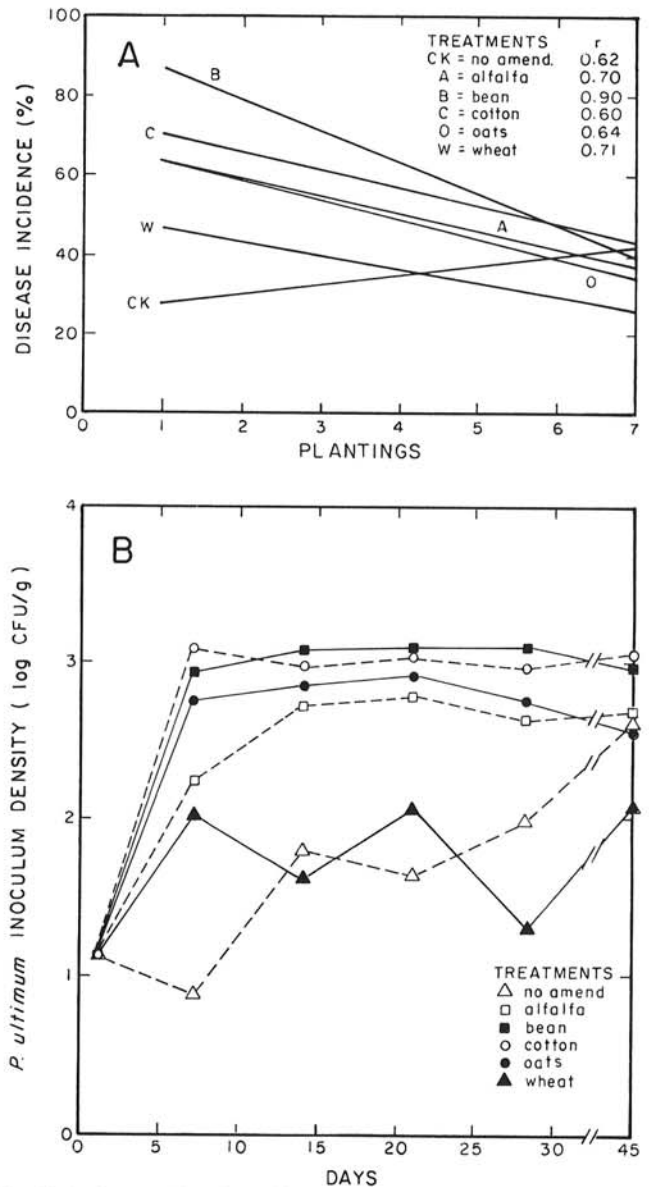 A
TREATMENTS r
CK = no amend. 0.62
A = alfalfa 0.70
B = bean 0.90
C = cotton 0.60
O = oats 0.64
W = wheat 0.71
B
C
A
W
O
CK
100
80
60
40
20
0
DISEASE INCIDENCE (%)
0 1 2 3 4 5 6 7
PLANTINGS
B
4
3
2
1
0
P. ultimum INOCULUM DENSITY ( log CFU/g )
TREATMENTS
no amend
alfalfa
bean
cotton
oats
wheat
0 5 10 15 20 25 30 45
DAYS